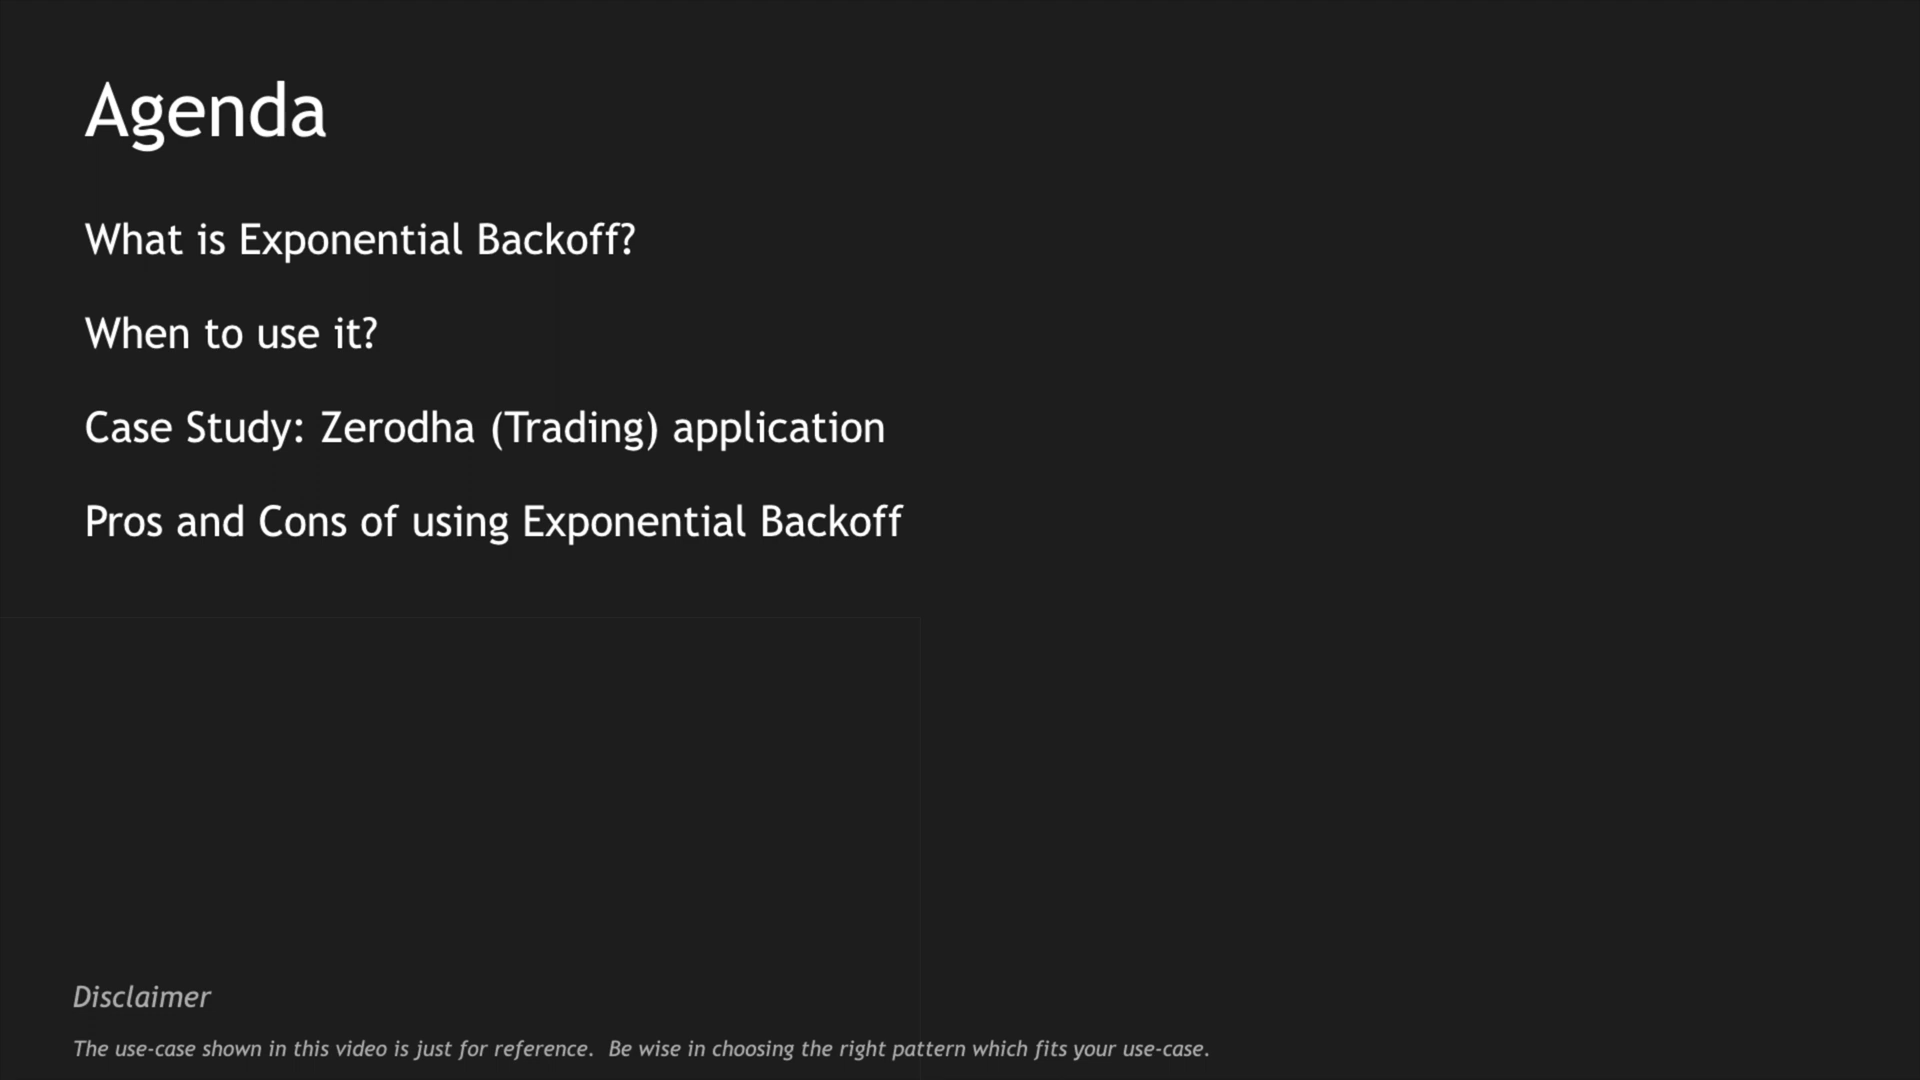 Agenda
What is Exponential Backoff?
When to use it?
Case Study: Zerodha (Trading) application
Pros and Cons of using Exponential Backoff
Disclaimer
The use-case shown in this video is just for reference.  Be wise in choosing the right pattern which fits your use-case.